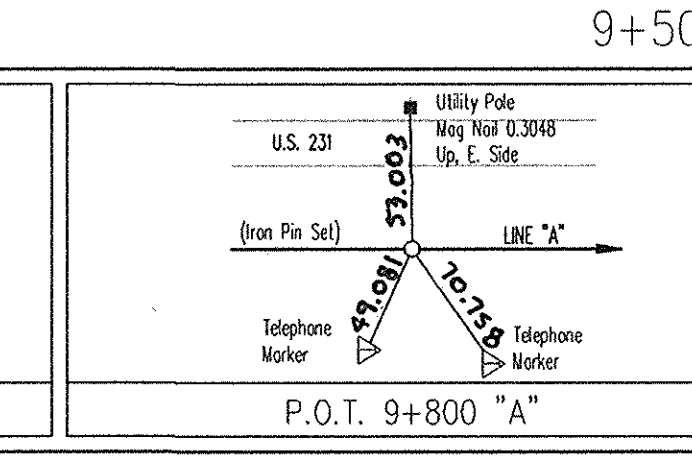 9+50
Utility Pole
Mag Nail 0.3048
Up, E. Side
U.S. 231
53.003
(Iron Pin Set)
LINE "A"
49.081
70.758
Telephone
Marker
Telephone
Marker
P.O.T. 9+800 "A"